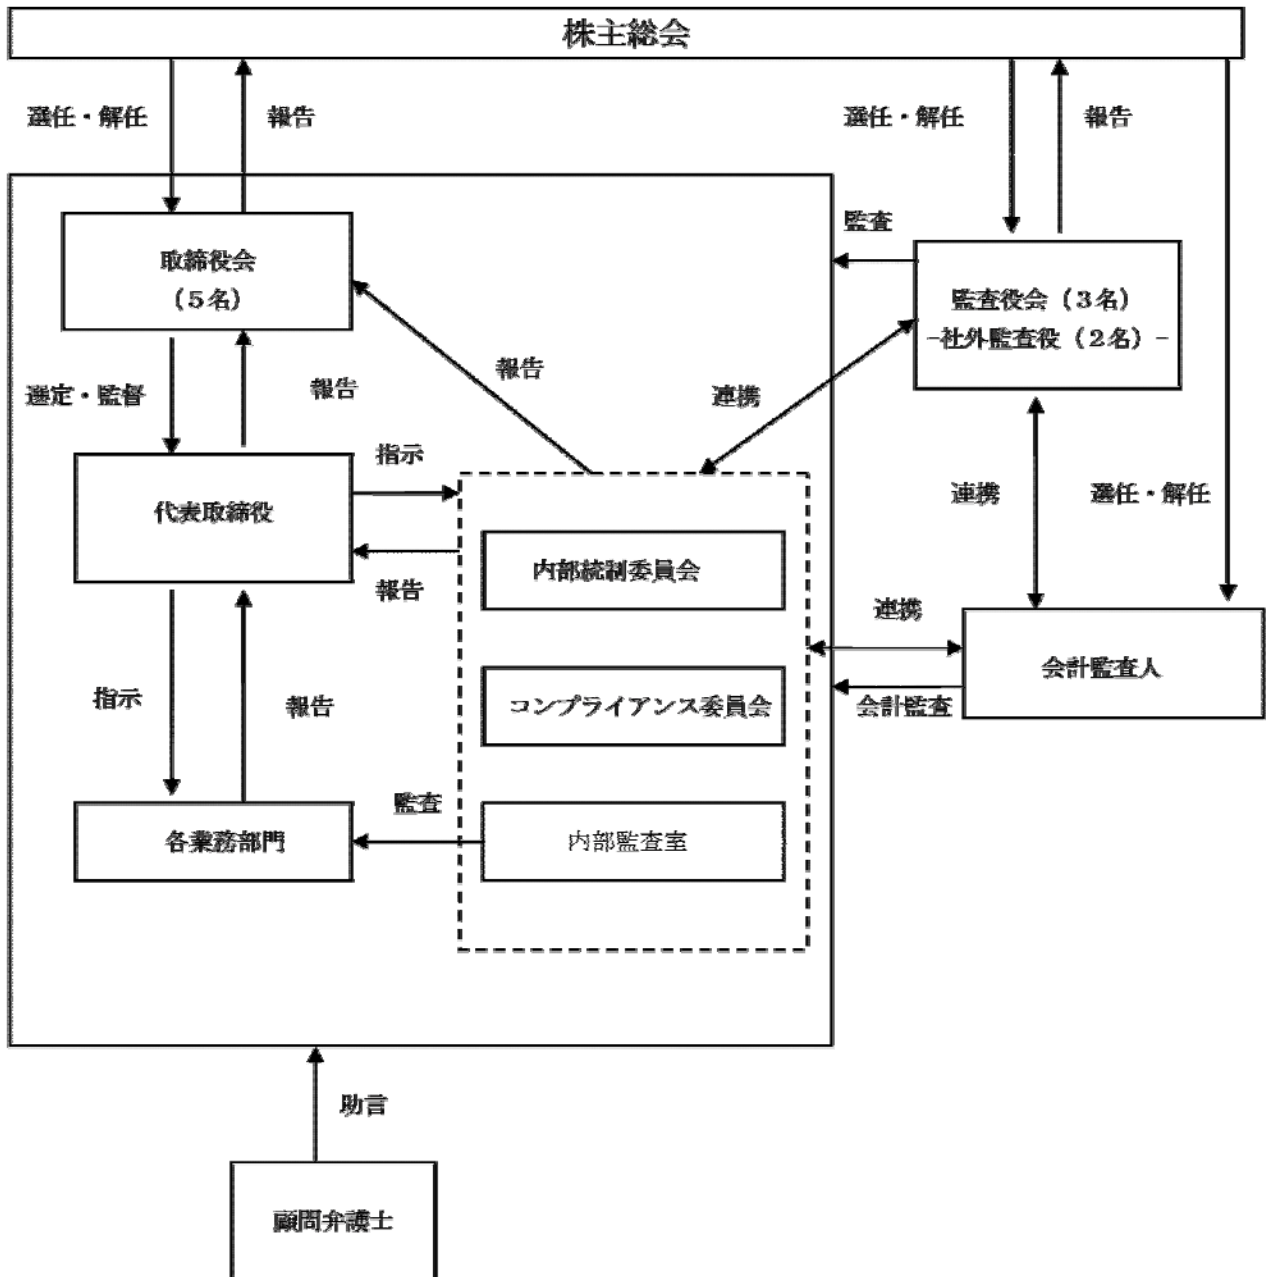 株主総会
選任・解任
報告
選任・解任
報告
取締役会
（５名）
監査
監査役会（３名）
−社外監査役（２名）−
選定・監督
報告
報告
連携
指示
代表取締役
連携
選任・解任
報告
内部統制委員会
連携
会計監査人
指示
報告
コンプライアンス委員会
会計監査
監査
各業務部門
内部監査室
助言
顧問弁護士